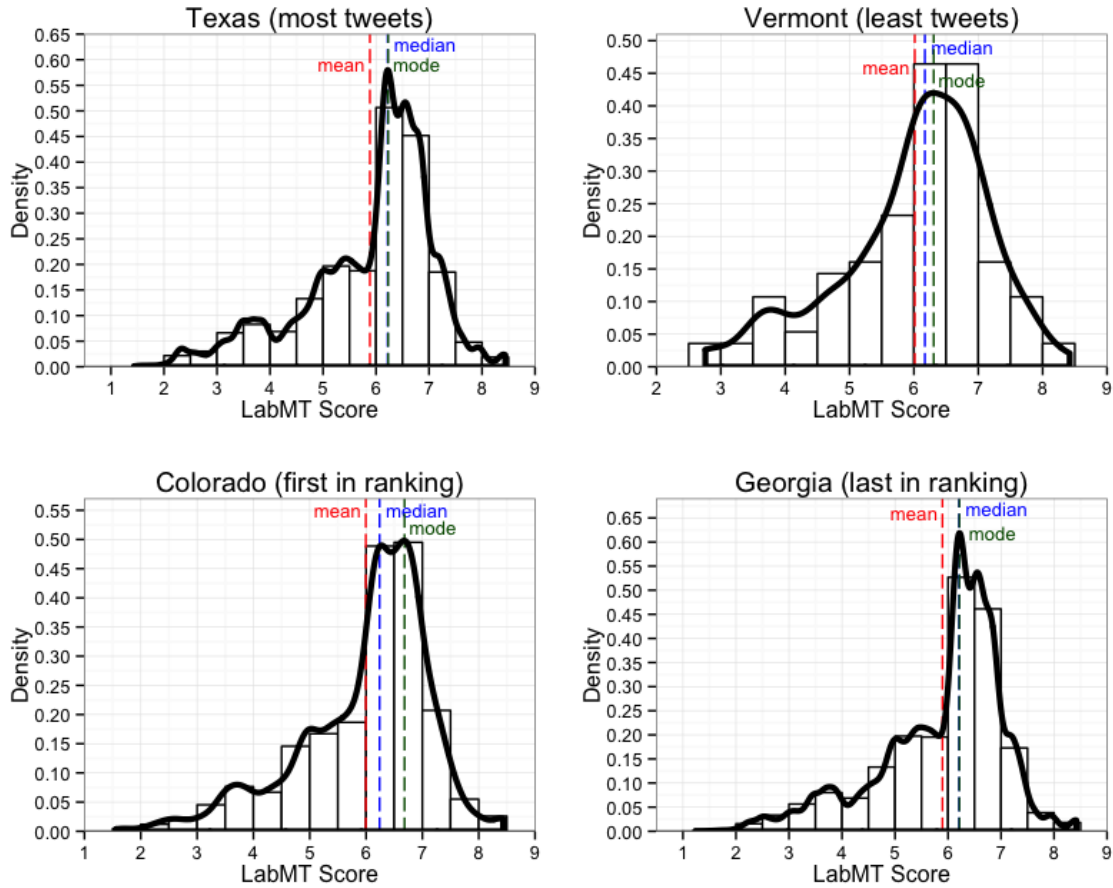 Texas (most tweets)
Density
0.65
0.60
0.55
0.50
0.45
0.40
0.35
0.30
0.25
0.20
0.15
0.10
0.05
0.00
mean
median
mode
1 2 3 4 5 6 7 8 9
LabMT Score
Vermont (least tweets)
Density
0.50
0.45
0.40
0.35
0.30
0.25
0.20
0.15
0.10
0.05
0.00
median
mean
mode
2 3 4 5 6 7 8 9
LabMT Score
Colorado (first in ranking)
Density
0.55
0.50
0.45
0.40
0.35
0.30
0.25
0.20
0.15
0.10
0.05
0.00
mean
median
mode
1 2 3 4 5 6 7 8 9
LabMT Score
Georgia (last in ranking)
Density
0.65
0.60
0.55
0.50
0.45
0.40
0.35
0.30
0.25
0.20
0.15
0.10
0.05
0.00
mean
median
mode
1 2 3 4 5 6 7 8 9
LabMT Score